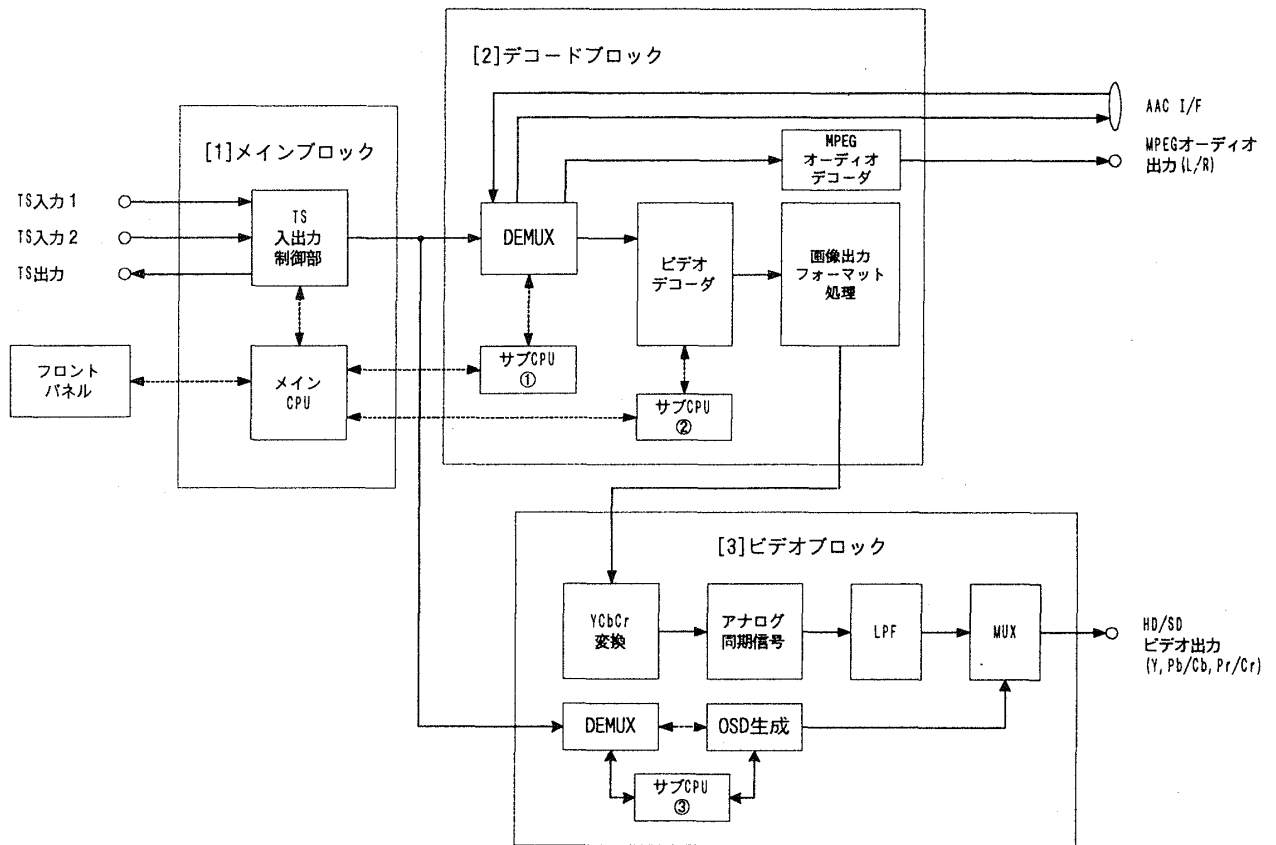 [2]デコードブロック
AAC I/F
[1]メインブロック
MPEG
オーディオ
デコーダ
MPEGオーディオ
出力(L/R)
TS入力1
TS入力2
TS出力
TS
入出力
制御部
DEMUX
ビデオ
デコーダ
画像出力
フォーマット
処理
フロント
パネル
メイン
CPU
サブCPU
①
サブCPU
②
[3]ビデオブロック
YCbCr
変換
アナログ
同期信号
LPF
MUX
HD/SD
ビデオ出力
(Y,Pb/Cb,Pr/Cr)
DEMUX
OSD生成
サブCPU
③